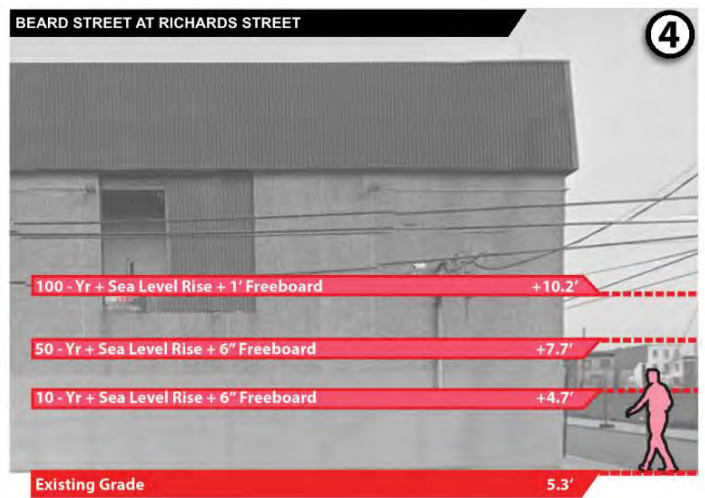 BEARD STREET AT RICHARDS STREET
4
100 - Yr + Sea Level Rise + 1' Freeboard +10.2'
50 - Yr + Sea Level Rise + 6" Freeboard +7.7'
10 - Yr + Sea Level Rise + 6" Freeboard +4.7'
Existing Grade 5.3'